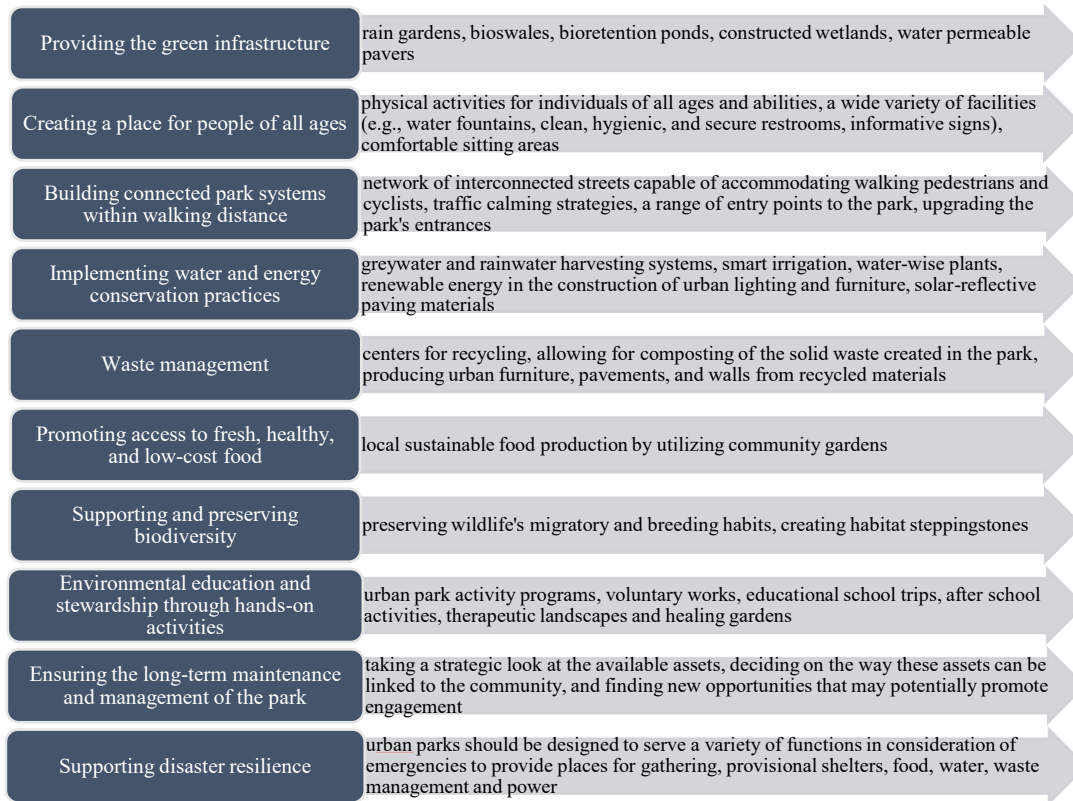 Providing the green infrastructure
rain gardens, bioswales, bioretention ponds, constructed wetlands, water permeable
pavers
Creating a place for people of all ages
physical activities for individuals of all ages and abilities, a wide variety of facilities
(e.g., water fountains, clean, hygienic, and secure restrooms, informative signs),
comfortable sitting areas
Building connected park systems
within walking distance
network of interconnected streets capable of accommodating walking pedestrians and
cyclists, traffic calming strategies, a range of entry points to the park, upgrading the
park's entrances
Implementing water and energy
conservation practices
greywater and rainwater harvesting systems, smart irrigation, water-wise plants,
renewable energy in the construction of urban lighting and furniture, solar-reflective
paving materials
Waste management
centers for recycling, allowing for composting of the solid waste created in the park,
producing urban furniture, pavements, and walls from recycled materials
Promoting access to fresh, healthy,
and low-cost food
local sustainable food production by utilizing community gardens
Supporting and preserving
biodiversity
preserving wildlife's migratory and breeding habits, creating habitat steppingstones
Environmental education and
stewardship through hands-on
activities
urban park activity programs, voluntary works, educational school trips, after school
activities, therapeutic landscapes and healing gardens
Ensuring the long-term maintenance
and management of the park
taking a strategic look at the available assets, deciding on the way these assets can be
linked to the community, and finding new opportunities that may potentially promote
engagement
Supporting disaster resilience
urban parks should be designed to serve a variety of functions in consideration of
emergencies to provide places for gathering, provisional shelters, food, water, waste
management and power